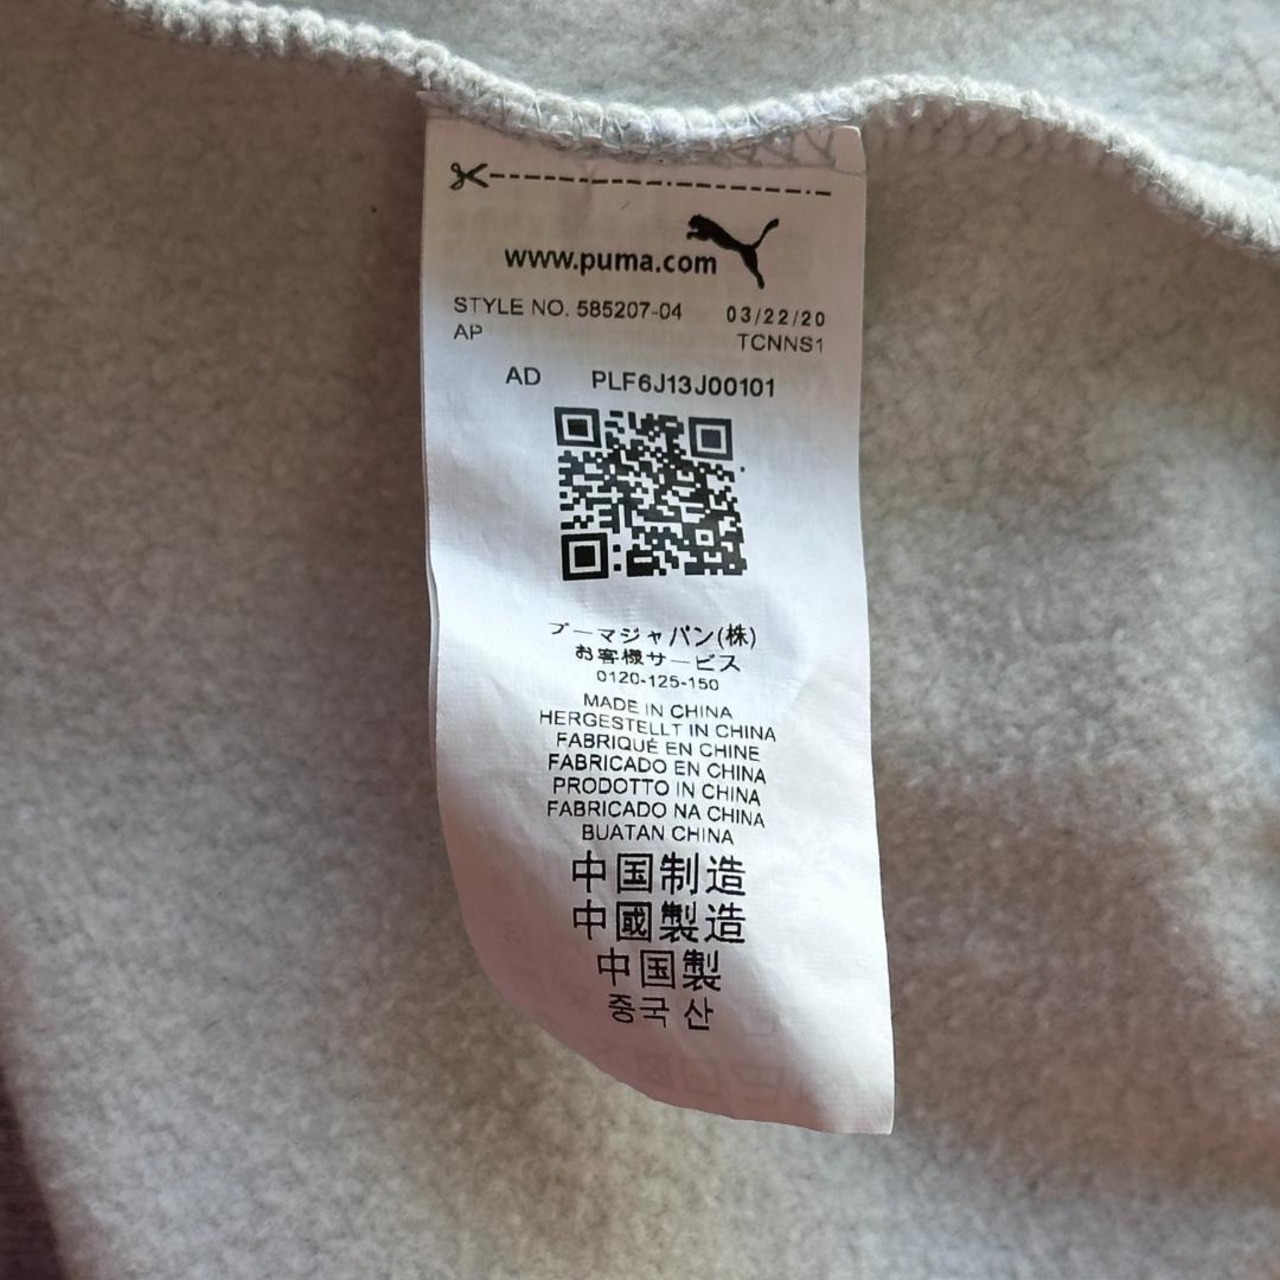 www.puma.com
STYLE NO. 585207-04 03/22/20
AP TCNNS1
AD PLF6J13J00101
プーマジャパン(株)
お客様サービス
0120-125-150
MADE IN CHINA
HERGESTELLT IN CHINA
FABRIQUÉ EN CHINE
FABRICADO EN CHINA
PRODOTTO IN CHINA
FABRICADO NA CHINA
BUATAN CHINA
中国制造
中國製造
中国製
중국 산